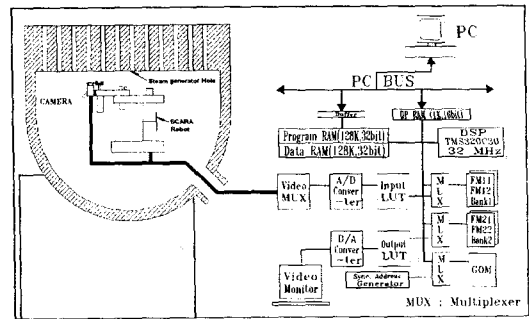 PC
PC BUS
Steam generator Hole
CAMERA
SCARA
Robot
Buffer
DP RAM (1K,16bit)
Program RAM(128K,32bit)
Data RAM(128K,32bit)
DSP
TMS320C30
32 MHz
Video
MUX
A/D
Conver
-ter
Input
LUT
M
L
X
FM11
FM12
Bank1
D/A
Conver
-ter
Output
LUT
M
L
X
FM21
FM22
Bank2
Video
Monitor
Sync. Address
Generator
M
L
X
GOM
MUX : Multiplexer